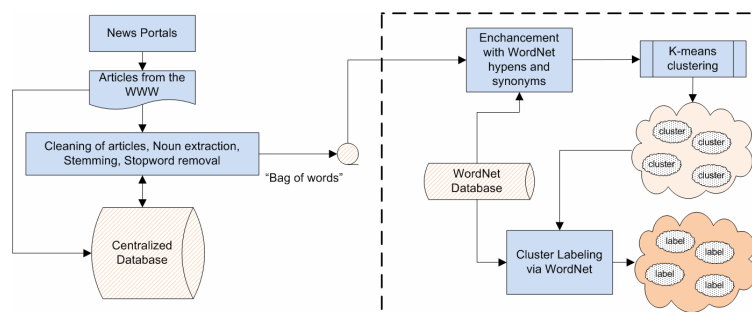 News Portals
Articles from the
WWW
Cleaning of articles, Noun extraction,
Stemming, Stopword removal
"Bag of words"
Centralized
Database
Enchancement
with WordNet
hypens and
synonyms
K-means
clustering
cluster
cluster
cluster
cluster
WordNet
Database
Cluster Labeling
via WordNet
label
label
label
label